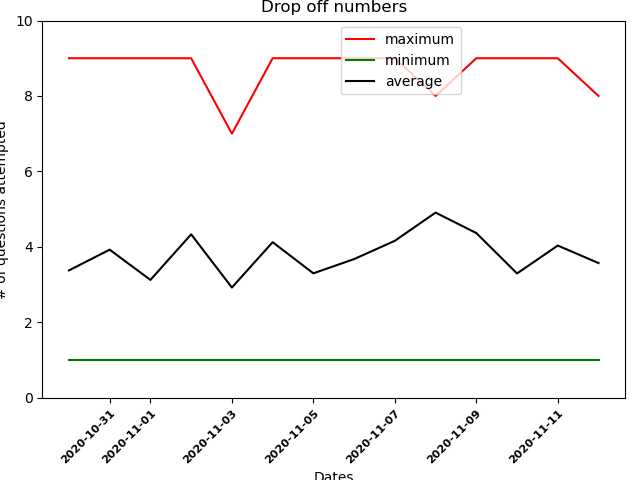 Drop off numbers
maximum
minimum
average
10
8
6
4
2
0
# of questions attempted
2020-10-31
2020-11-01
2020-11-03
2020-11-05
2020-11-07
2020-11-09
2020-11-11
Dates